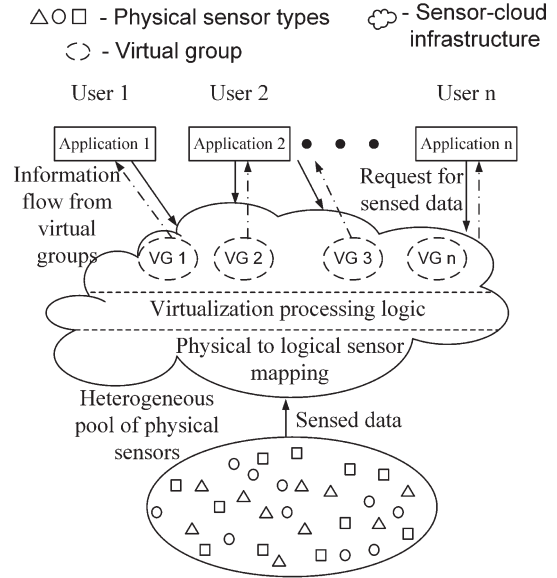 - Physical sensor types
- Sensor-cloud
infrastructure
- Virtual group
User 1
User 2
User n
Application 1
Application 2
Application n
Information
flow from
virtual
groups
Request for
sensed data
VG 1
VG 2
VG 3
VG n
Virtualization processing logic
Physical to logical sensor
mapping
Heterogeneous
pool of physical
sensors
Sensed data